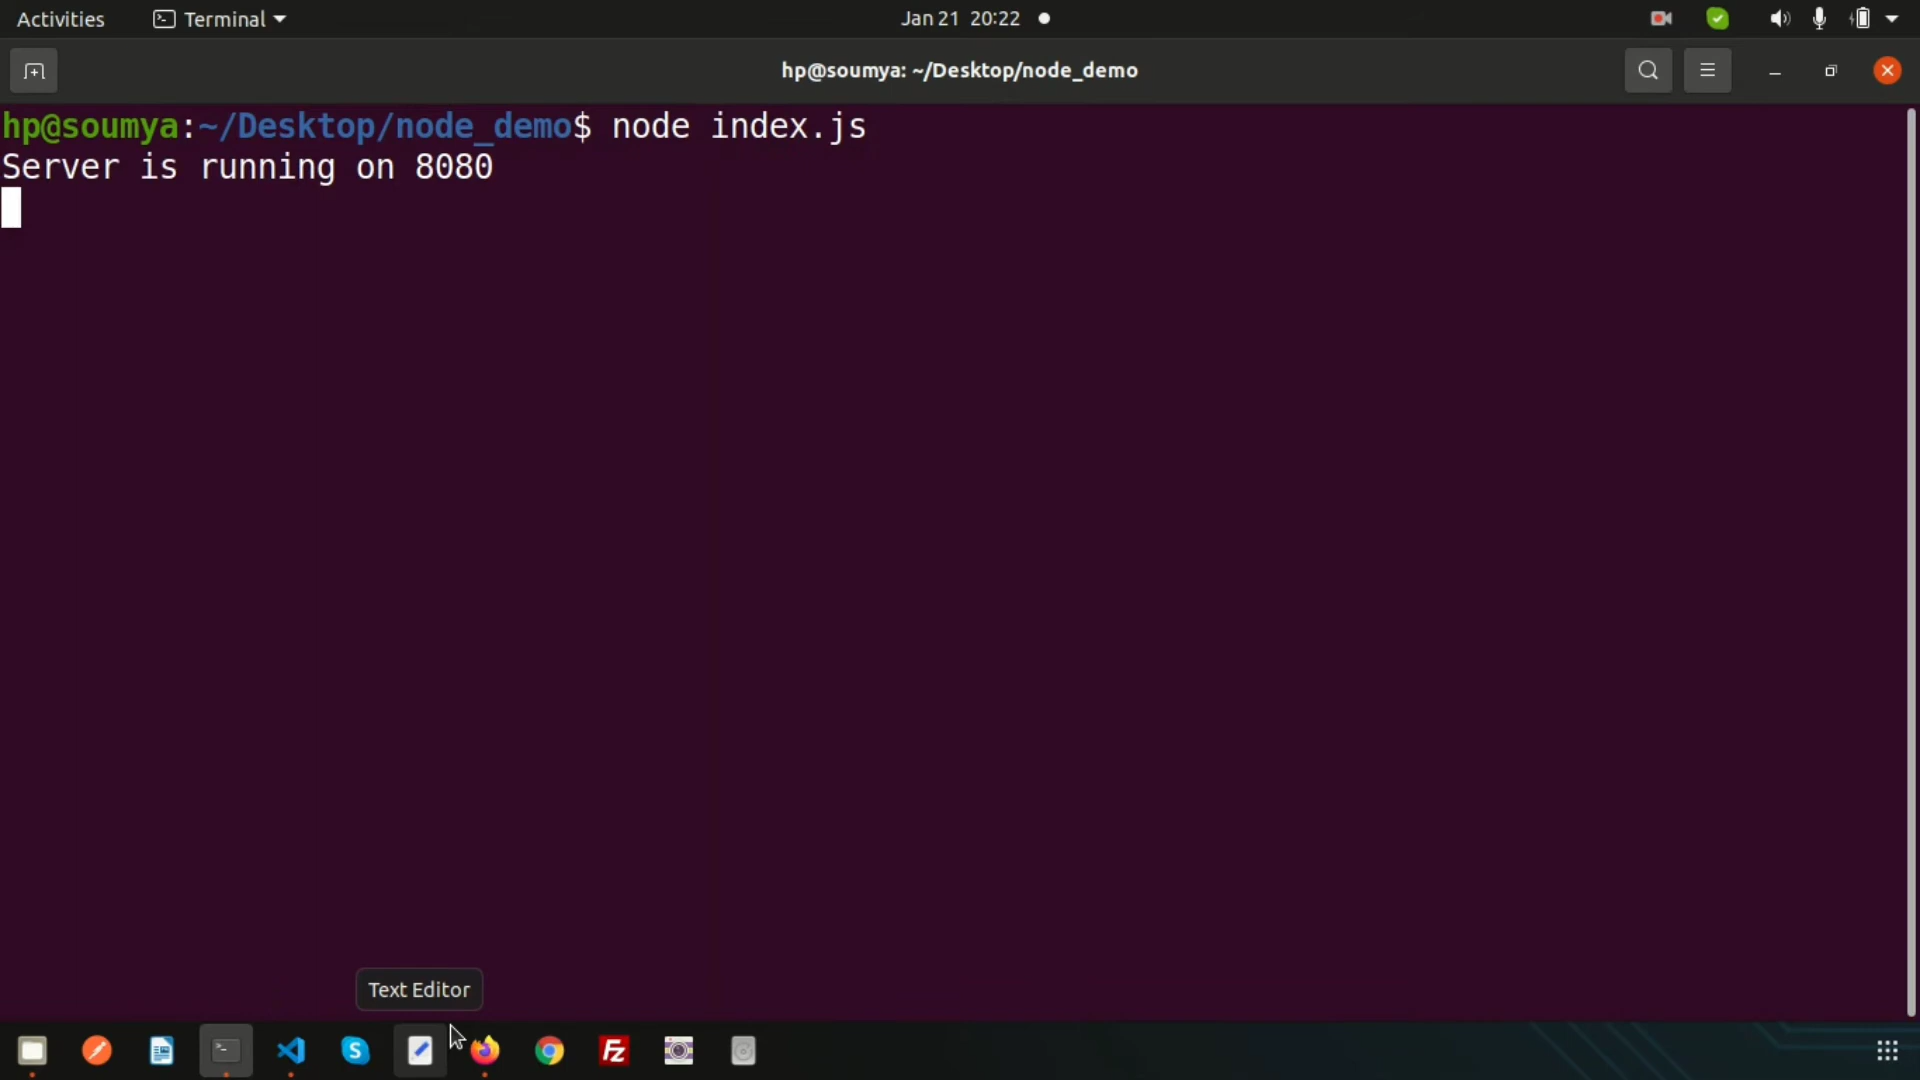 Activities
Terminal
Jan 21 20:22
hp@soumya: ~/Desktop/node_demo
hp@soumya:~/Desktop/node_demo$ node index.js
Server is running on 8080
Text Editor